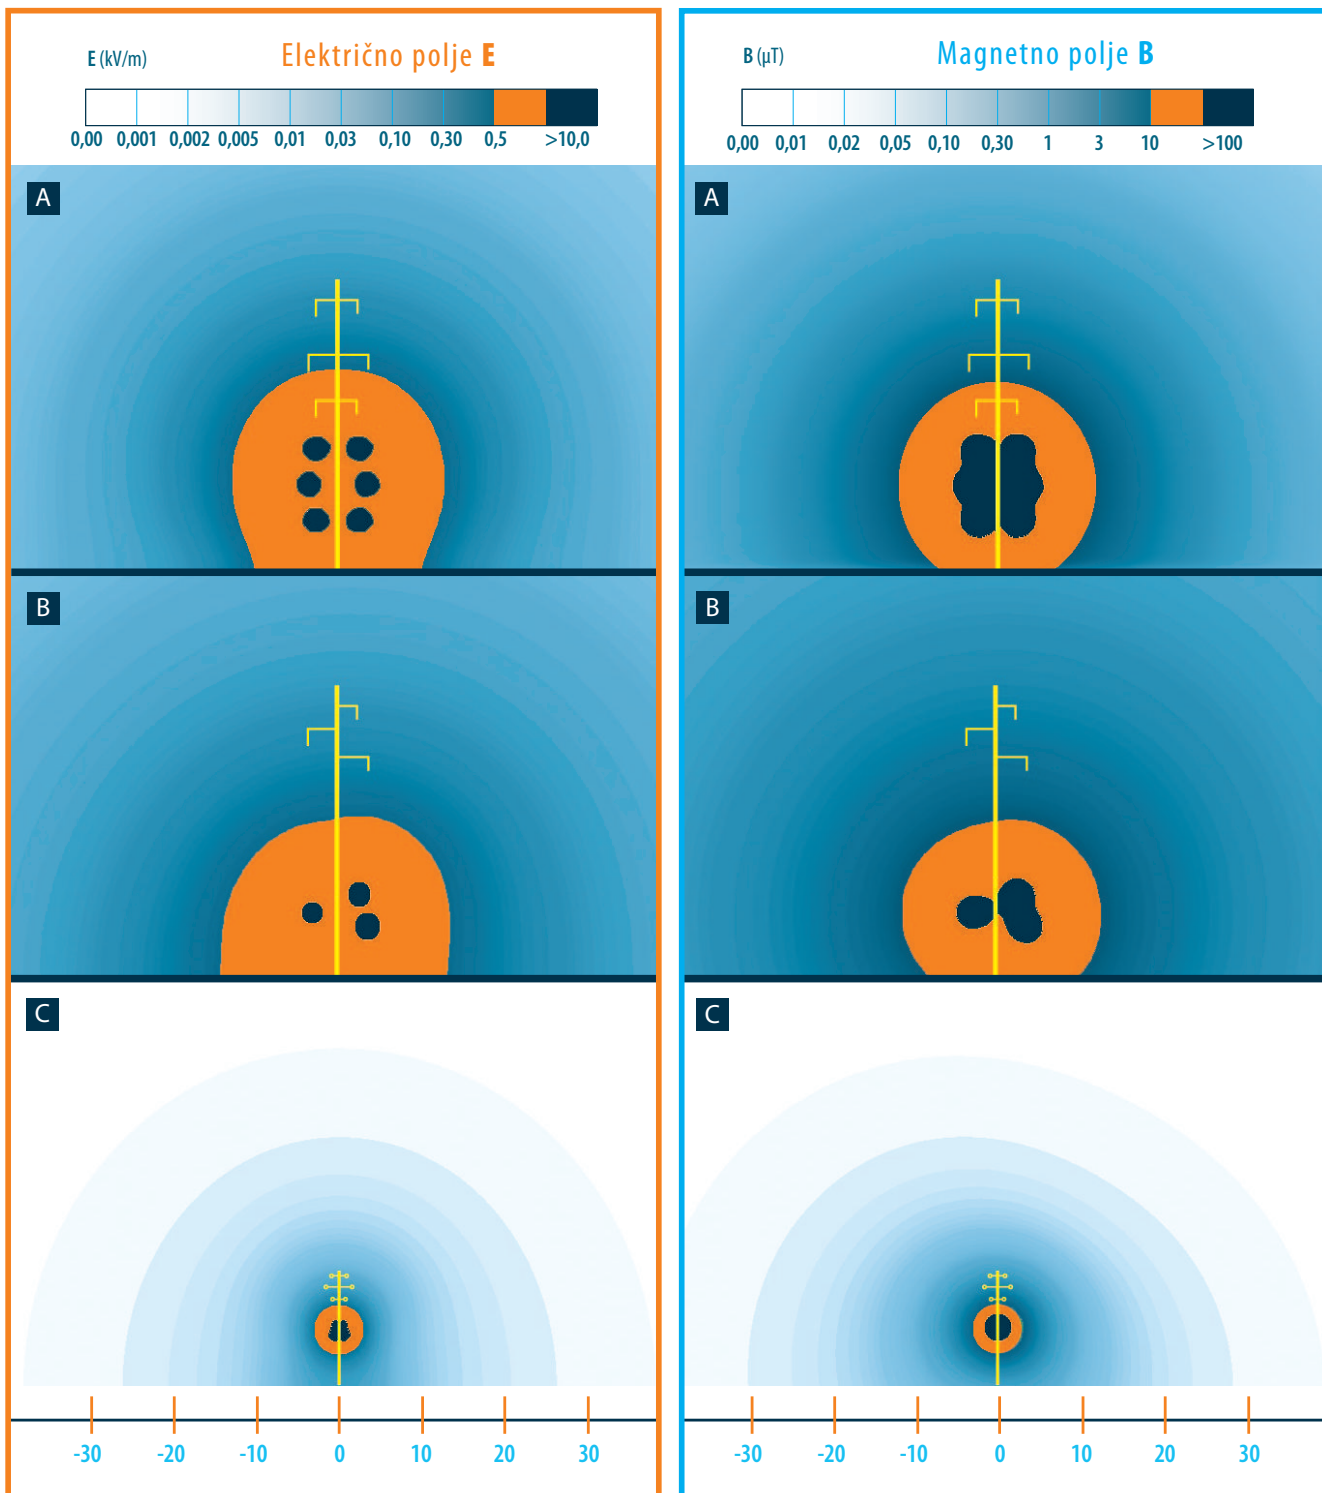 E (kV/m)
Električno polje E
0,00 0,001 0,002 0,005 0,01 0,03 0,10 0,30 0,5 >10,0
A
B
C
-30 -20 -10 0 10 20 30
B (µT)
Magnetno polje B
0,00 0,01 0,02 0,05 0,10 0,30 1 3 10 >100
A
B
C
-30 -20 -10 0 10 20 30